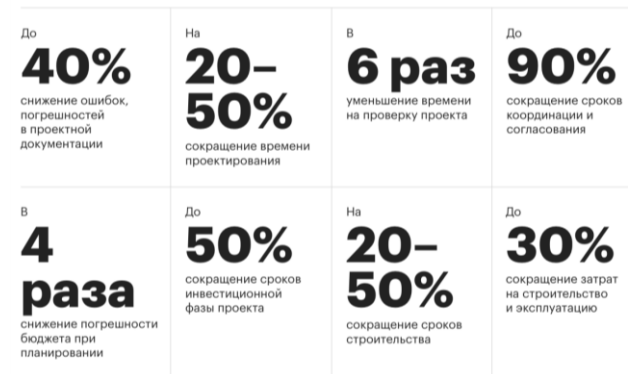 До
40%
снижение ошибок,
погрешностей
в проектной
документации
На
20–
50%
сокращение времени
проектирования
В
6 раз
уменьшение времени
на проверку проекта
До
90%
сокращение сроков
координации и
согласования
В
4
раза
снижение погрешности
бюджета при
планировании
До
50%
сокращение сроков
инвестиционной
фазы проекта
На
20–
50%
сокращение сроков
строительства
До
30%
сокращение затрат
на строительство
и эксплуатацию